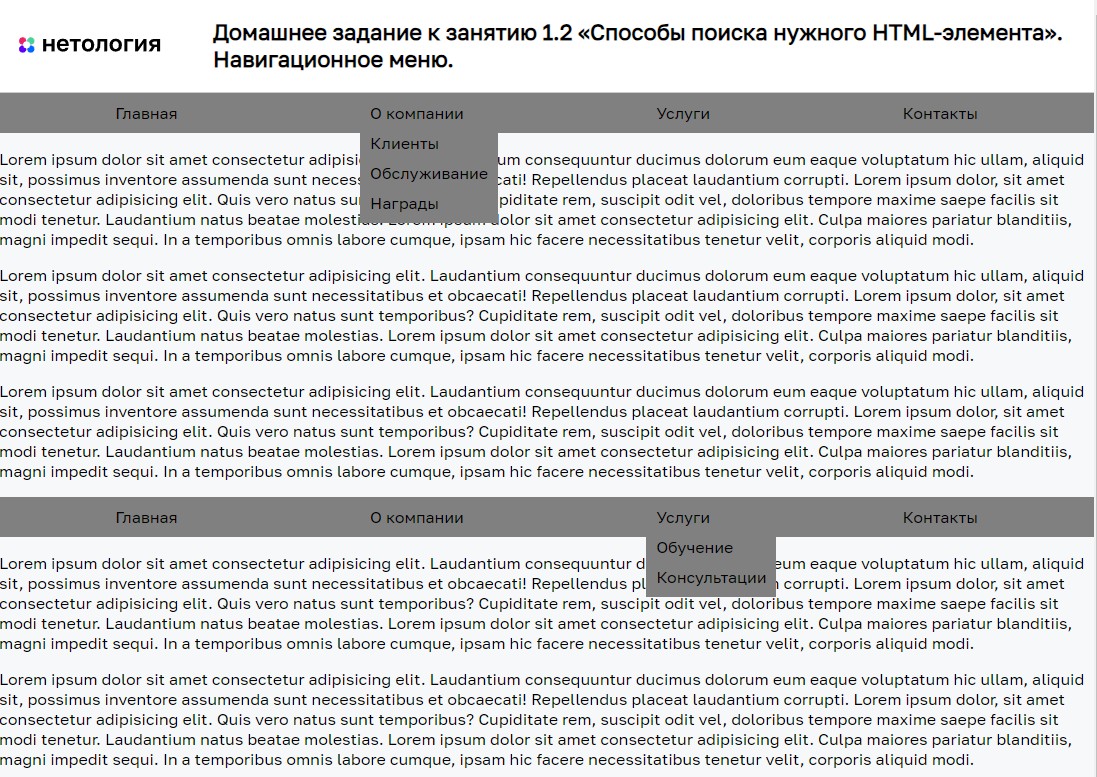 нетология
Домашнее задание к занятию 1.2 «Способы поиска нужного HTML-элемента».
Навигационное меню.
Главная О компании Услуги Контакты
Клиенты
Обслуживание
Награды
Lorem ipsum dolor sit amet consectetur adipisi um consequuntur ducimus dolorum eum eaque voluptatum hic ullam, aliquid
sit, possimus inventore assumenda sunt necess cati! Repellendus placeat laudantium corrupti. Lorem ipsum dolor, sit amet
consectetur adipisicing elit. Quis vero natus su piditate rem, suscipit odit vel, doloribus tempore maxime saepe facilis sit
modi tenetur. Laudantium natus beatae molestias. Lorem ipsum dolor sit amet consectetur adipisicing elit. Culpa maiores pariatur blanditiis,
magni impedit sequi. In a temporibus omnis labore cumque, ipsam hic facere necessitatibus tenetur velit, corporis aliquid modi.
Lorem ipsum dolor sit amet consectetur adipisicing elit. Laudantium consequuntur ducimus dolorum eum eaque voluptatum hic ullam, aliquid
sit, possimus inventore assumenda sunt necessitatibus et obcaecati! Repellendus placeat laudantium corrupti. Lorem ipsum dolor, sit amet
consectetur adipisicing elit. Quis vero natus sunt temporibus? Cupiditate rem, suscipit odit vel, doloribus tempore maxime saepe facilis sit
modi tenetur. Laudantium natus beatae molestias. Lorem ipsum dolor sit amet consectetur adipisicing elit. Culpa maiores pariatur blanditiis,
magni impedit sequi. In a temporibus omnis labore cumque, ipsam hic facere necessitatibus tenetur velit, corporis aliquid modi.
Lorem ipsum dolor sit amet consectetur adipisicing elit. Laudantium consequuntur ducimus dolorum eum eaque voluptatum hic ullam, aliquid
sit, possimus inventore assumenda sunt necessitatibus et obcaecati! Repellendus placeat laudantium corrupti. Lorem ipsum dolor, sit amet
consectetur adipisicing elit. Quis vero natus sunt temporibus? Cupiditate rem, suscipit odit vel, doloribus tempore maxime saepe facilis sit
modi tenetur. Laudantium natus beatae molestias. Lorem ipsum dolor sit amet consectetur adipisicing elit. Culpa maiores pariatur blanditiis,
magni impedit sequi. In a temporibus omnis labore cumque, ipsam hic facere necessitatibus tenetur velit, corporis aliquid modi.
Главная О компании Услуги Контакты
Обучение
Консультации
Lorem ipsum dolor sit amet consectetur adipisicing elit. Laudantium consequuntur d eum eaque voluptatum hic ullam, aliquid
sit, possimus inventore assumenda sunt necessitatibus et obcaecati! Repellendus pl corrupti. Lorem ipsum dolor, sit amet
consectetur adipisicing elit. Quis vero natus sunt temporibus? Cupiditate rem, suscipit odit vel, doloribus tempore maxime saepe facilis sit
modi tenetur. Laudantium natus beatae molestias. Lorem ipsum dolor sit amet consectetur adipisicing elit. Culpa maiores pariatur blanditiis,
magni impedit sequi. In a temporibus omnis labore cumque, ipsam hic facere necessitatibus tenetur velit, corporis aliquid modi.
Lorem ipsum dolor sit amet consectetur adipisicing elit. Laudantium consequuntur ducimus dolorum eum eaque voluptatum hic ullam, aliquid
sit, possimus inventore assumenda sunt necessitatibus et obcaecati! Repellendus placeat laudantium corrupti. Lorem ipsum dolor, sit amet
consectetur adipisicing elit. Quis vero natus sunt temporibus? Cupiditate rem, suscipit odit vel, doloribus tempore maxime saepe facilis sit
modi tenetur. Laudantium natus beatae molestias. Lorem ipsum dolor sit amet consectetur adipisicing elit. Culpa maiores pariatur blanditiis,
magni impedit sequi. In a temporibus omnis labore cumque, ipsam hic facere necessitatibus tenetur velit, corporis aliquid modi.